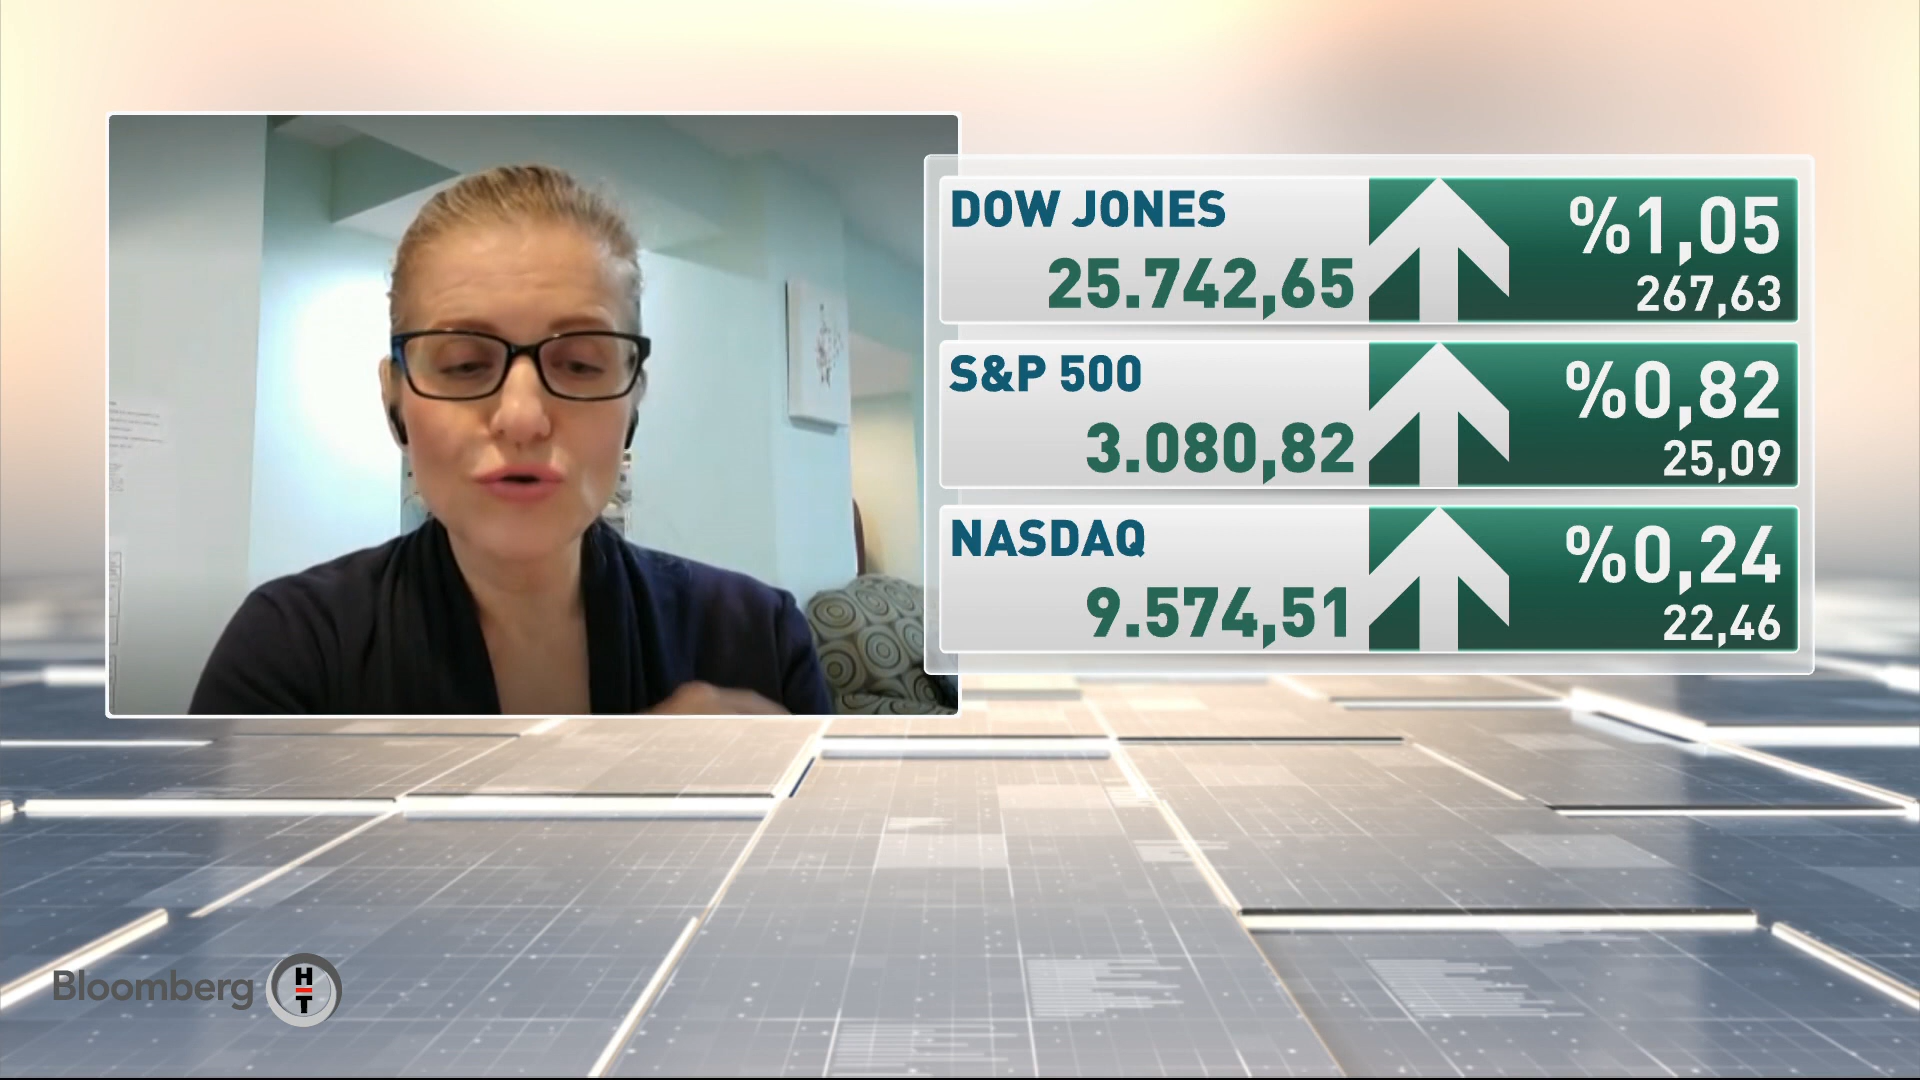 DOW JONES
25.742,65
%1,05
267,63
S&P 500
3.080,82
%0,82
25,09
NASDAQ
9.574,51
%0,24
22,46
Bloomberg HT